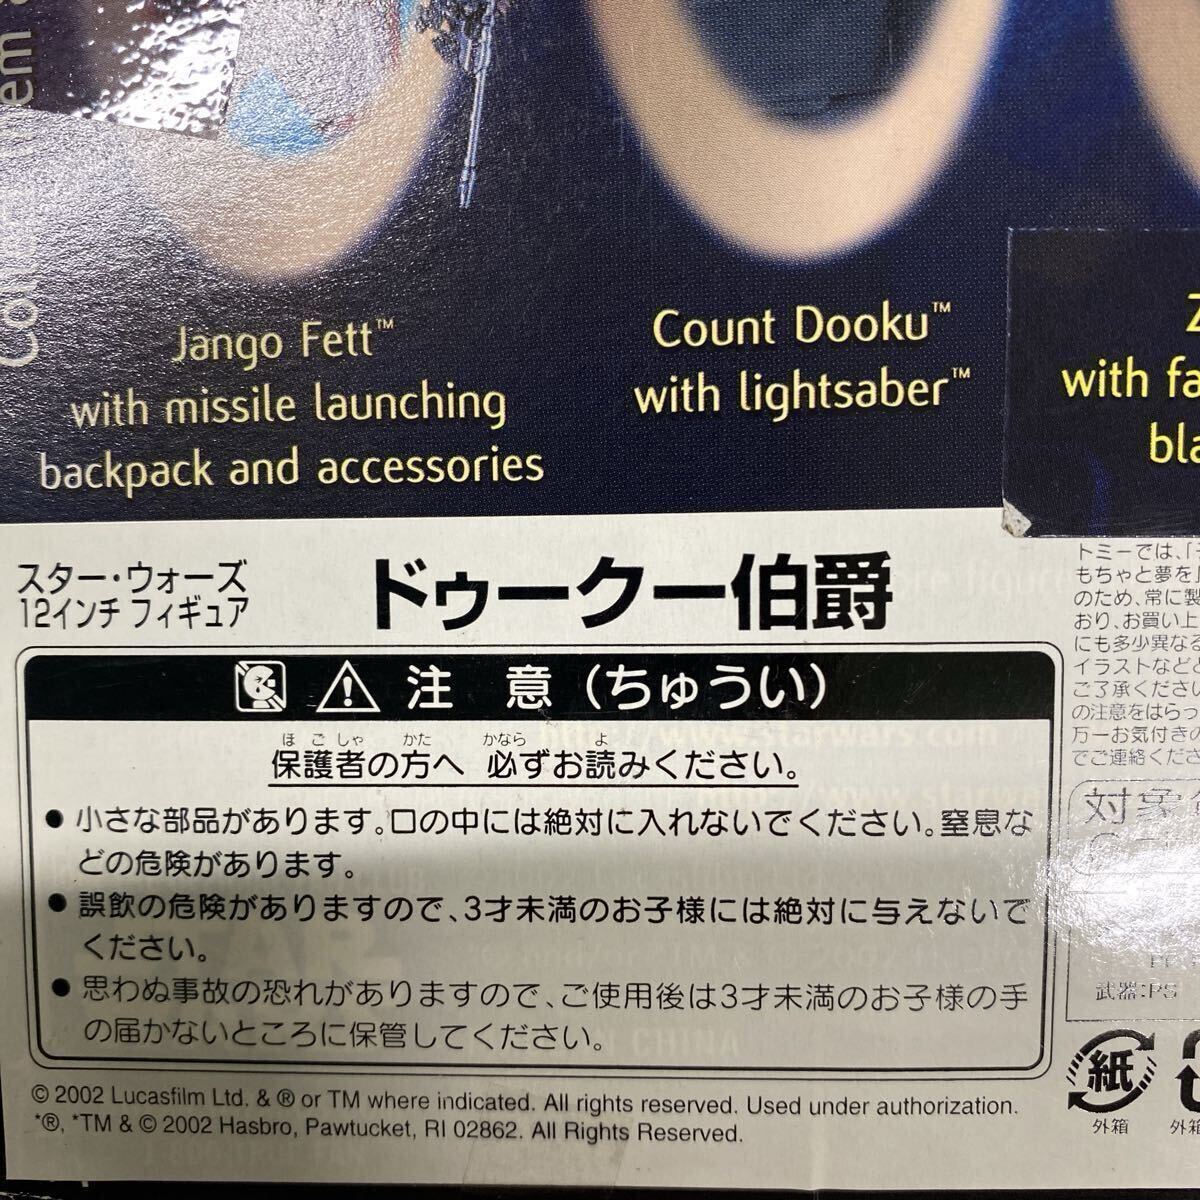 Jango Fett™
with missile launching
backpack and accessories
Count Dooku™
with lightsaber™
with fa
bla
スター・ウォーズ
12インチ フィギュア
ドゥークー伯爵
注 意 (ちゅうい)
ほごしゃ かた かなら よ
保護者の方へ 必ずお読みください。
● 小さな部品があります。口の中には絶対に入れないでください。窒息な
どの危険があります。
● 誤飲の危険がありますので、3才未満のお子様には絶対に与えないで
ください。
● 思わぬ事故の恐れがありますので、ご使用後は3才未満のお子様の手
の届かないところに保管してください。
© 2002 Lucasfilm Ltd. & ® or TM where indicated. All rights reserved. Used under authorization.
*®, *TM & © 2002 Hasbro, Pawtucket, RI 02862. All Rights Reserved.
トミーでは、
もちゃと夢を
のため、常に製
おり、お買い上
にも多少異なる
イラストなどの
ご了承ください
の注意をはらっ
万一お気付きの
でご連絡くださ
対象
武器:PS
紙
外箱